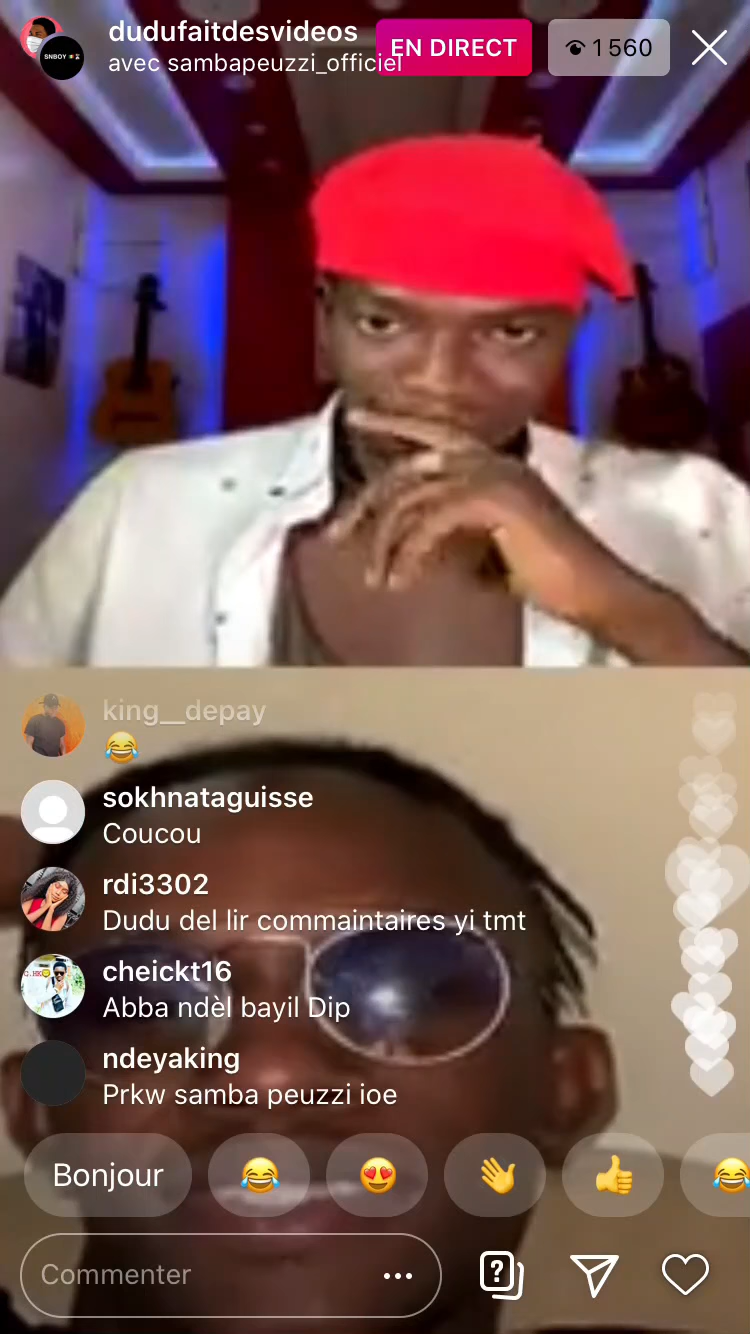 dudufaitdesvideos
EN DIRECT
1 560
avec sambapeuzzi_officiel
SNBOY
king__depay
😂
sokhnataguisse
Coucou
rdi3302
Dudu del lir commaintaires yi tmt
cheickt16
Abba ndèl bayil Dip
ndeyaking
Prkw samba peuzzi ioe
Bonjour 😂 😍 👋 👍 😂
Commenter